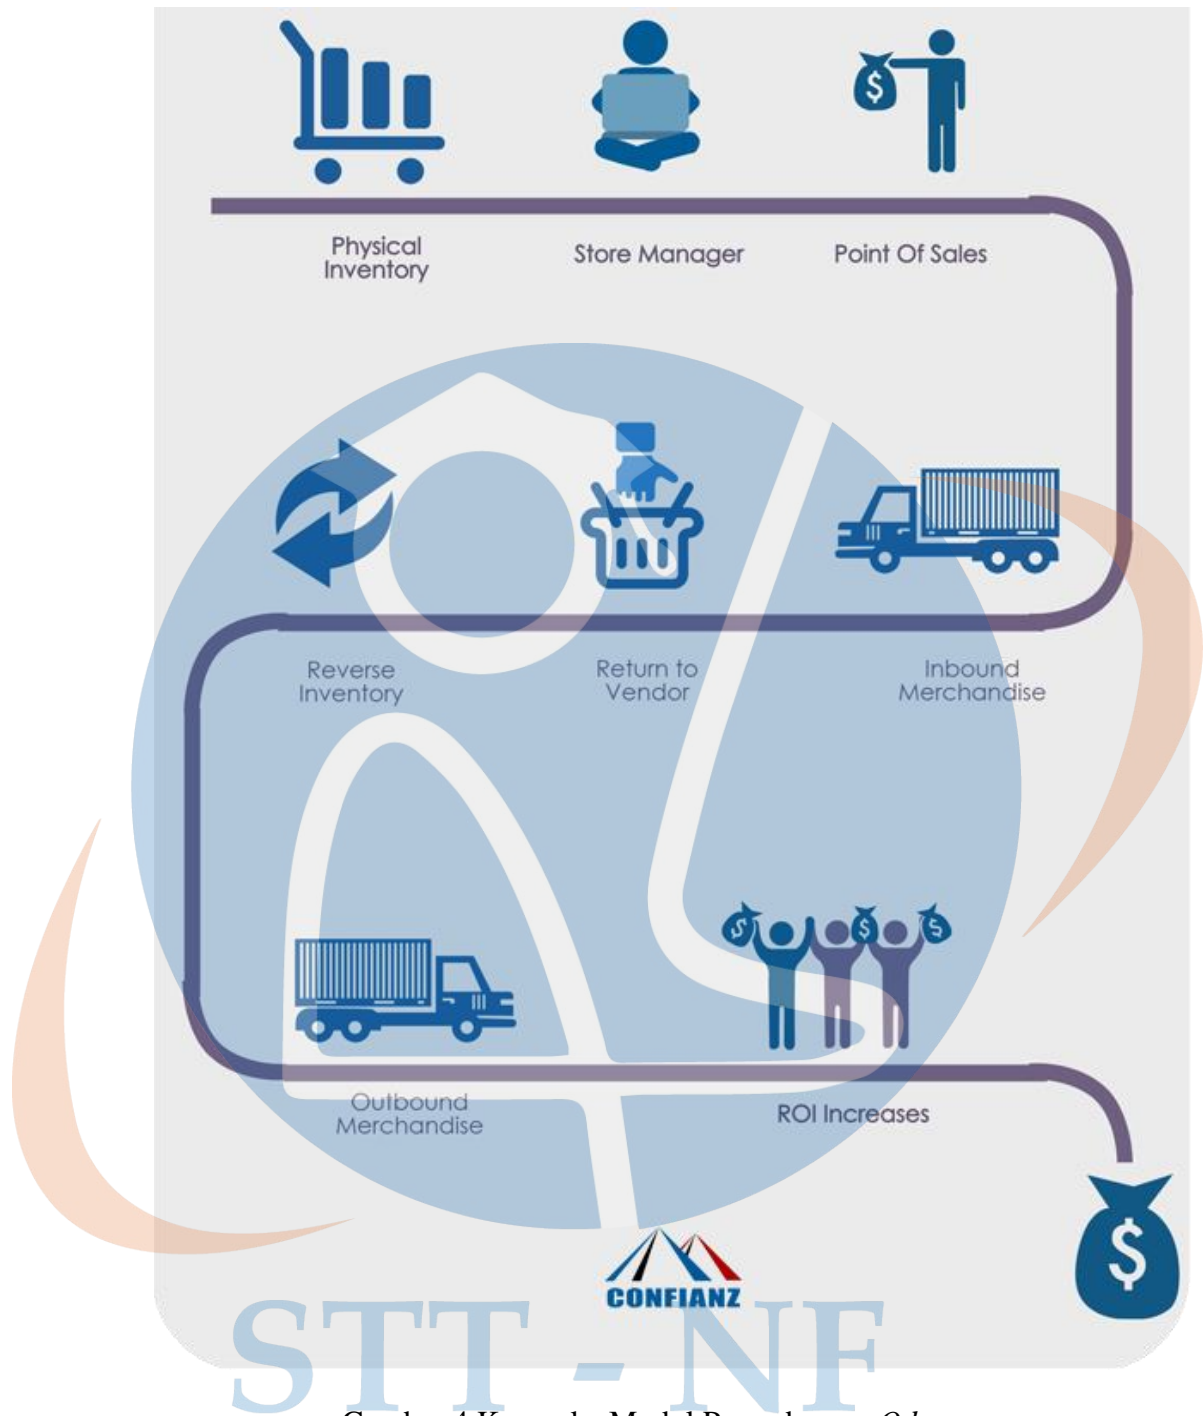 Physical
Inventory
Store Manager
Point Of Sales
Reverse
Inventory
Return to
Vendor
Inbound
Merchandise
Outbound
Merchandise
ROI Increases
CONFIANZ
STT - NF